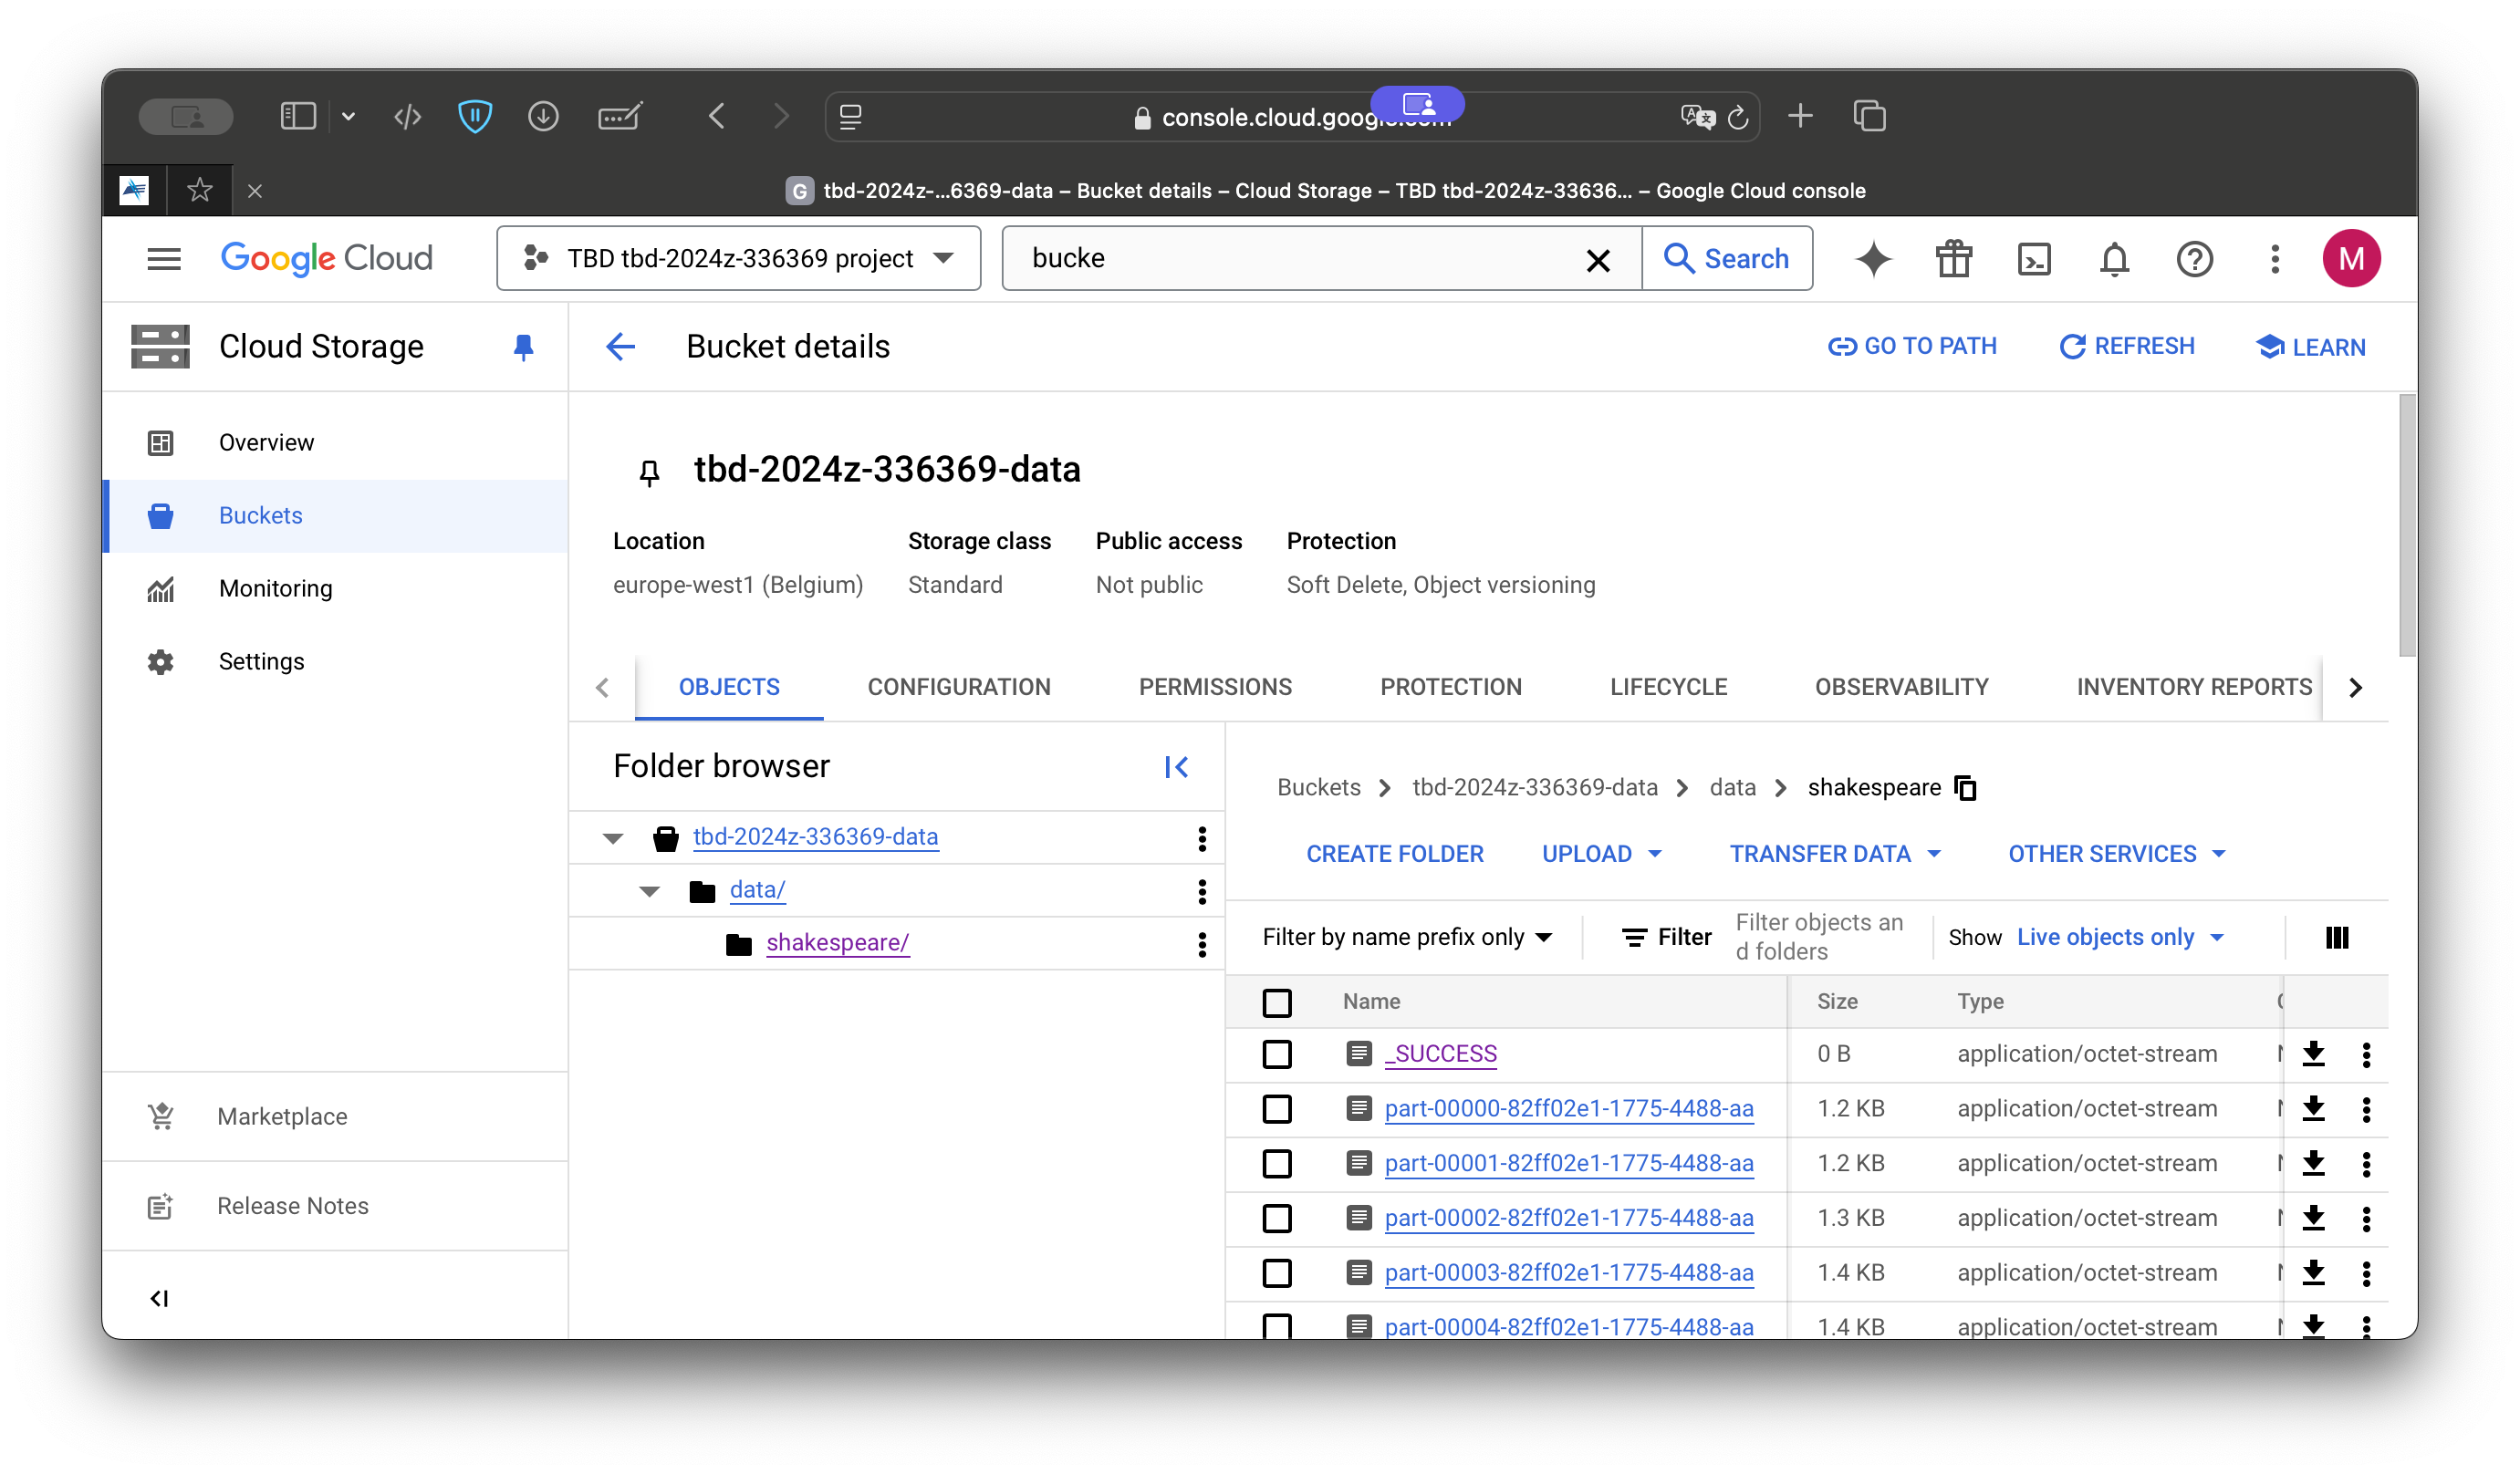 tbd-2024z-...6369-data – Bucket details – Cloud Storage – TBD tbd-2024z-33636... – Google Cloud console
Google Cloud
TBD tbd-2024z-336369 project
bucke
Search
M
Cloud Storage
Bucket details
GO TO PATH
REFRESH
LEARN
Overview
Buckets
Monitoring
Settings
Marketplace
Release Notes
tbd-2024z-336369-data
Location
Storage class
Public access
Protection
europe-west1 (Belgium)
Standard
Not public
Soft Delete, Object versioning
OBJECTS
CONFIGURATION
PERMISSIONS
PROTECTION
LIFECYCLE
OBSERVABILITY
INVENTORY REPORTS
Folder browser
tbd-2024z-336369-data
data/
shakespeare/
Buckets
tbd-2024z-336369-data
data
shakespeare
CREATE FOLDER
UPLOAD
TRANSFER DATA
OTHER SERVICES
Filter by name prefix only
Filter
Filter objects an
d folders
Show
Live objects only
Name
Size
Type
_SUCCESS
0 B
application/octet-stream
part-00000-82ff02e1-1775-4488-aa
1.2 KB
application/octet-stream
part-00001-82ff02e1-1775-4488-aa
1.2 KB
application/octet-stream
part-00002-82ff02e1-1775-4488-aa
1.3 KB
application/octet-stream
part-00003-82ff02e1-1775-4488-aa
1.4 KB
application/octet-stream
part-00004-82ff02e1-1775-4488-aa
1.4 KB
application/octet-stream